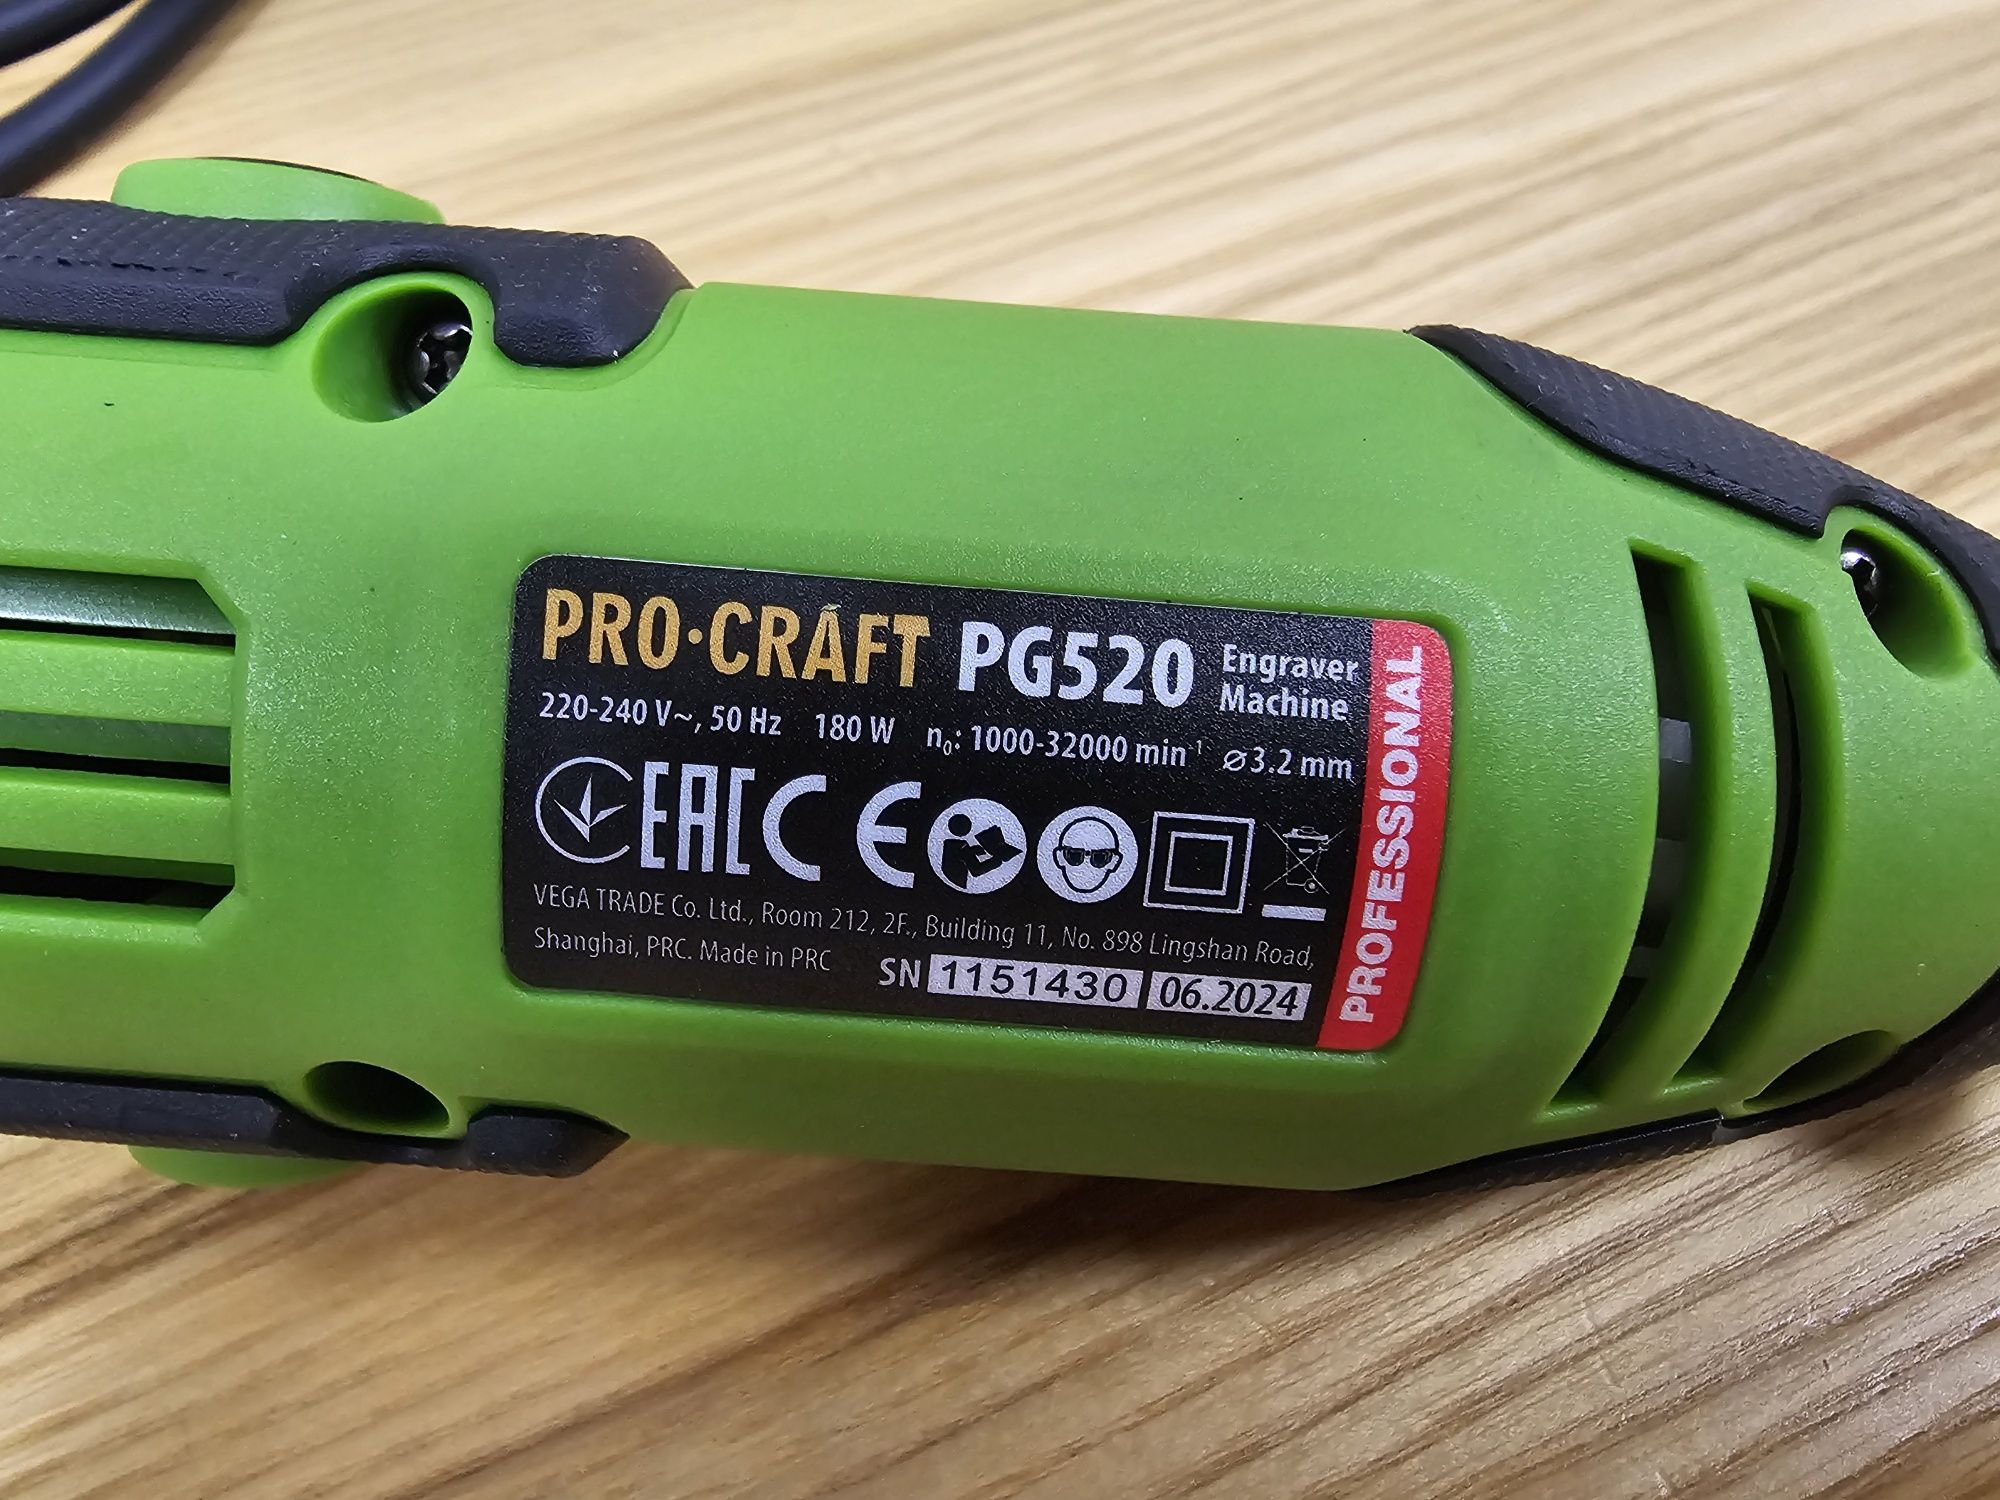 PRO·CRAFT PG520 Engraver Machine
220-240 V~, 50 Hz 180 W n₀: 1000-32000 min⁻¹ ⌀3.2 mm
EAC CE
VEGA TRADE Co. Ltd., Room 212, 2F., Building 11, No. 898 Lingshan Road,
Shanghai, PRC. Made in PRC
SN 1151430 06.2024
PROFESSIONAL